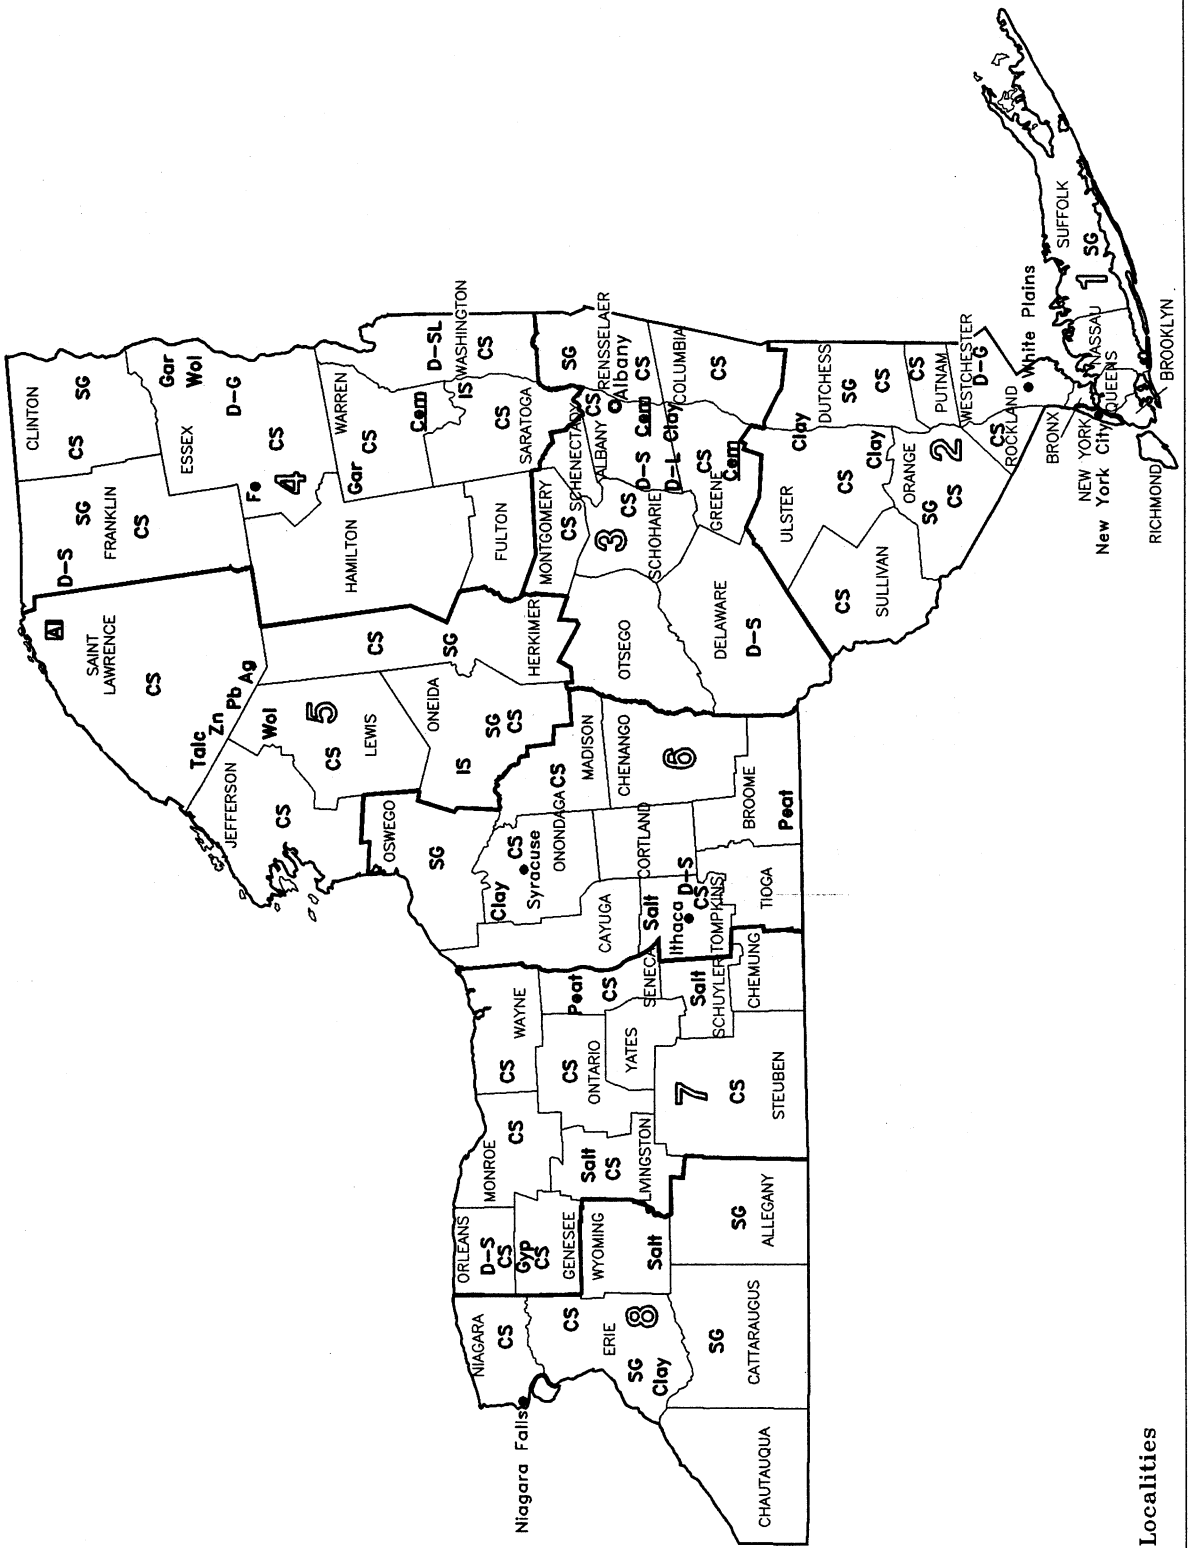 CLINTON
CS
SG
FRANKLIN
D-S
SG
CS
ESSEX
Gar
Wol
D-G
CS
Fe
4
HAMILTON
WARREN
Gar
CS
Cem
WASHINGTON
D-SL
CS
IS
SARATOGA
CS
FULTON
SAINT
LAWRENCE
Al
CS
Talc
Zn
Pb
Ag
JEFFERSON
CS
LEWIS
Wol
CS
5
HERKIMER
CS
SG
ONEIDA
IS
SG
CS
MONTGOMERY
CS
SCHENECTADY
RENSSELAER
SG
ALBANY
CS
Albany
CS
D-S
Cem
D-L
Clay
3
SCHOHARIE
CS
COLUMBIA
CS
GREENE
CS
Cem
OTSEGO
DELAWARE
D-S
ULSTER
CS
Clay
Clay
DUTCHESS
SG
CS
SULLIVAN
CS
ORANGE
SG
CS
2
PUTNAM
CS
WESTCHESTER
D-G
White Plains
ROCKLAND
CS
BRONX
NEW YORK
New York City
RICHMOND
QUEENS
BROOKLYN
NASSAU
1
SUFFOLK
SG
OSWEGO
SG
CAYUGA
Clay
ONONDAGA
CS
Syracuse
MADISON
CS
CHENANGO
6
CORTLAND
BROOME
Peat
TIOGA
TOMPKINS
Salt
Ithaca
D-S
CS
WAYNE
CS
SENECA
Peat
CS
ONTARIO
CS
YATES
SCHUYLER
Salt
CHEMUNG
STEUBEN
CS
7
MONROE
CS
LIVINGSTON
Salt
CS
ORLEANS
D-S
CS
GENESEE
Gyp
CS
WYOMING
Salt
ALLEGANY
SG
NIAGARA
CS
Niagara Falls
ERIE
CS
8
SG
Clay
CATTARAUGUS
SG
CHAUTAUQUA
Localities